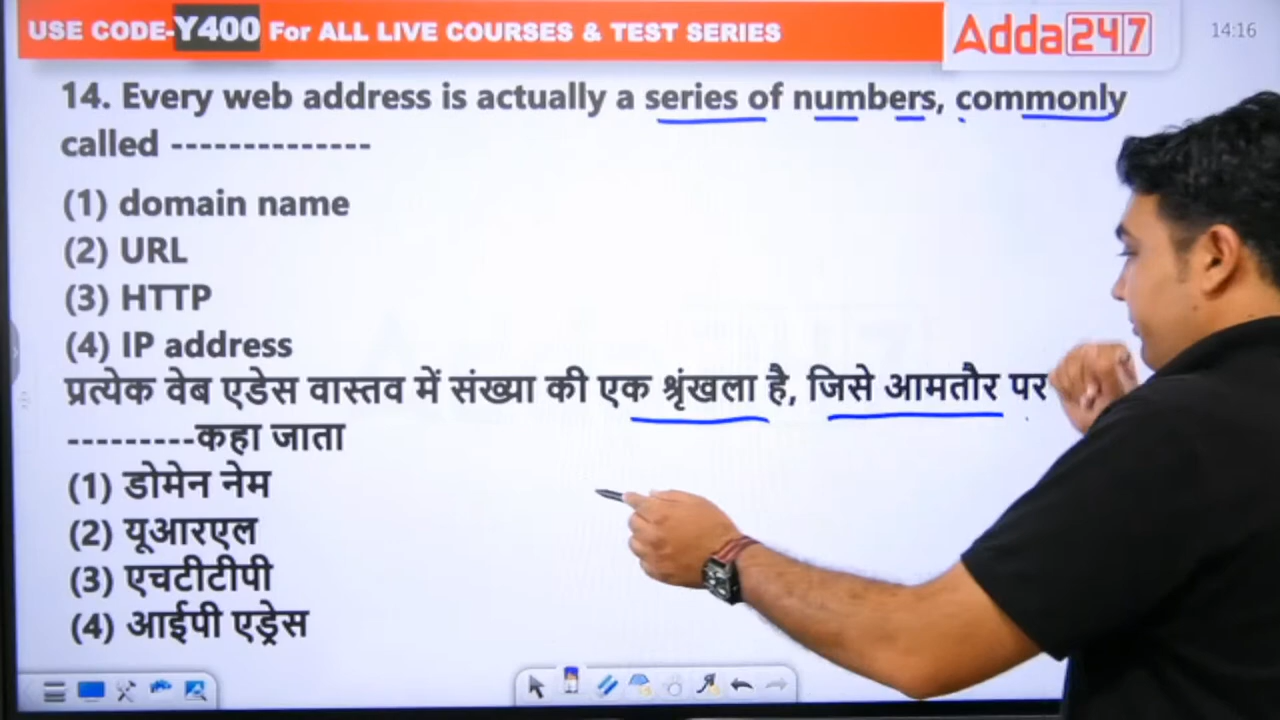 USE CODE-Y400 For ALL LIVE COURSES & TEST SERIES
Adda247
14:16
14. Every web address is actually a series of numbers, commonly
called --------------
(1) domain name
(2) URL
(3) HTTP
(4) IP address
प्रत्येक वेब एडेस वास्तव में संख्या की एक श्रृंखला है, जिसे आमतौर पर
---------कहा जाता
(1) डोमेन नेम
(2) यूआरएल
(3) एचटीटीपी
(4) आईपी एड्रेस